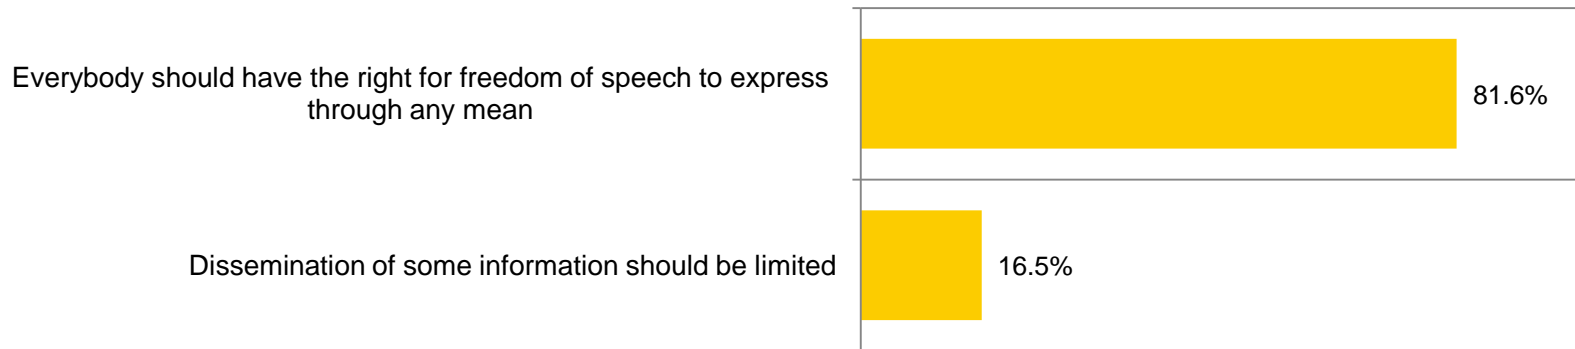 Everybody should have the right for freedom of speech to express
through any mean
81.6%
Dissemination of some information should be limited
16.5%